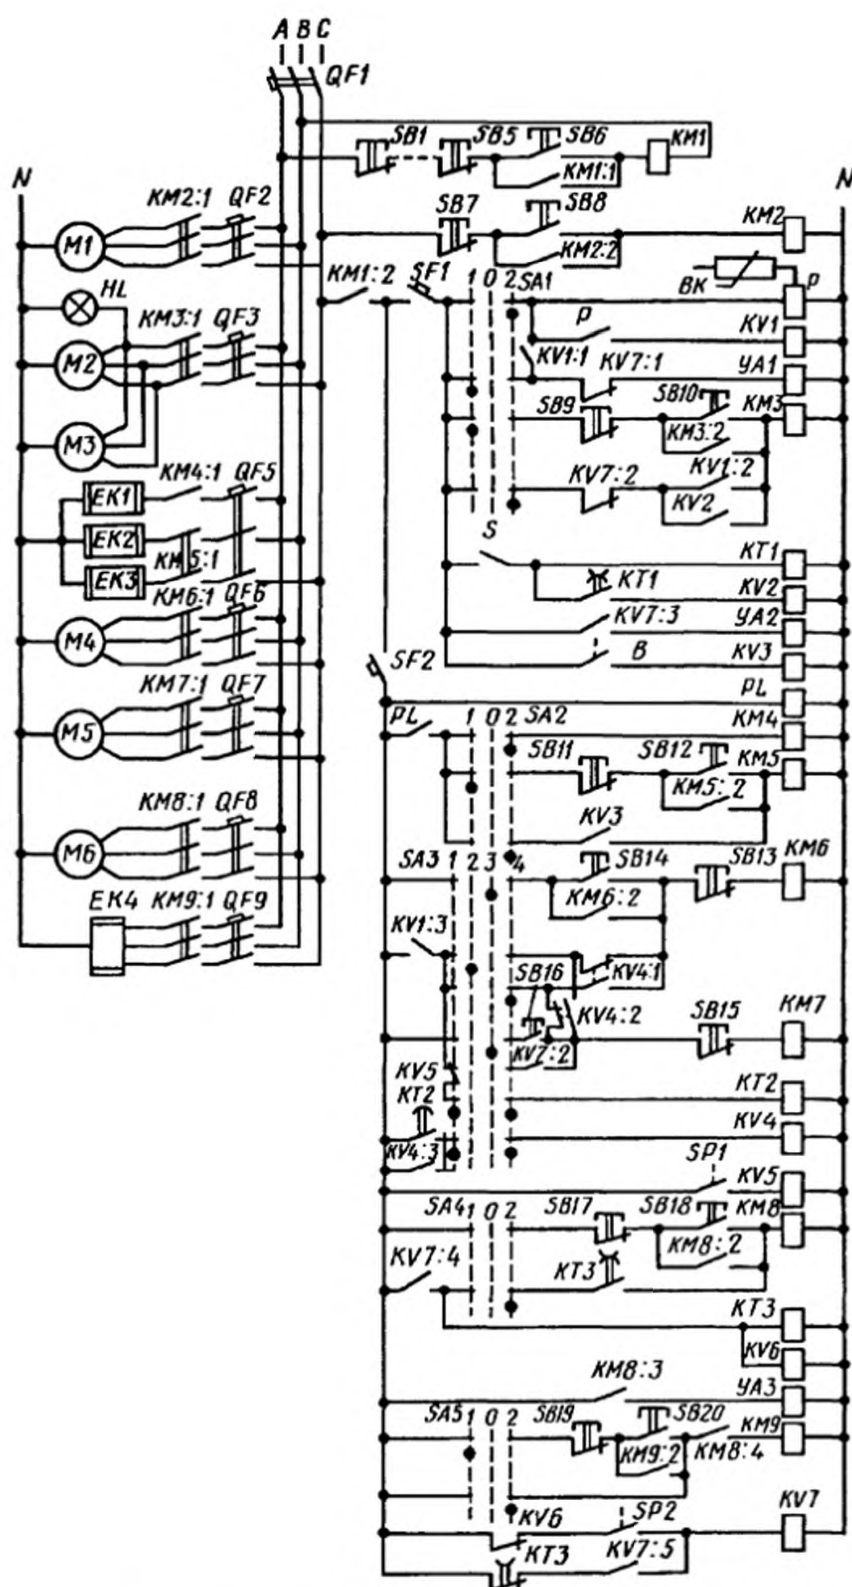 A B C
QF1
SB1 SB5 SB6 KM1
KM1:1
N
N
KM2:1 QF2
SB7 SB8 KM2
M1
KM2:2
HL
KM1:2 SF1 1 0 2 SA1
BK P
KM3:1 QF3
P KV1
M2
KV1:1 KV7:1 YA1
SB9 SB10 KM3
KM3:2
M3
KV7:2 KV1:2
KV2
KM4:1 QF5
EK1
S
EK2
KT1 KT1
KM5:1
EK3
KV2
KM6:1 QF6
KV7:3 YA2
M4
B KV3
SF2
KM7:1 QF7
PL
PL 1 0 2 SA2 KM4
M5
SB11 SB12 KM5
KM5:2
KM8:1 QF8
KV3
M6
SA3 1 2 3 4 SB14 SB13 KM6
KM6:2
EK4 KM9:1 QF9
KV1:3
SB16 KV4:1
KV4:2 SB15 KM7
KV7:2
KV5
KT2 KT2
KV4:3 KV4
SP1 KV5
SA4 1 0 2 SB17 SB18 KM8
KM8:2
KV7:4 KT3
KT3
KV6
KM8:3 YA3
SA5 1 0 2 SB19 SB20 KM9
KM9:2 KM8:4
KV6 SP2 KV7
KT3 KV7:5